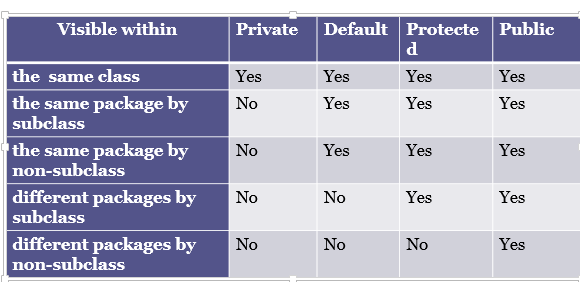 Visible within Private Default Protecte
d Public
the  same class Yes Yes Yes Yes
the same package by
subclass No Yes Yes Yes
the same package by
non-subclass No Yes Yes Yes
different packages by
subclass No No Yes Yes
different packages by
non-subclass No No No Yes